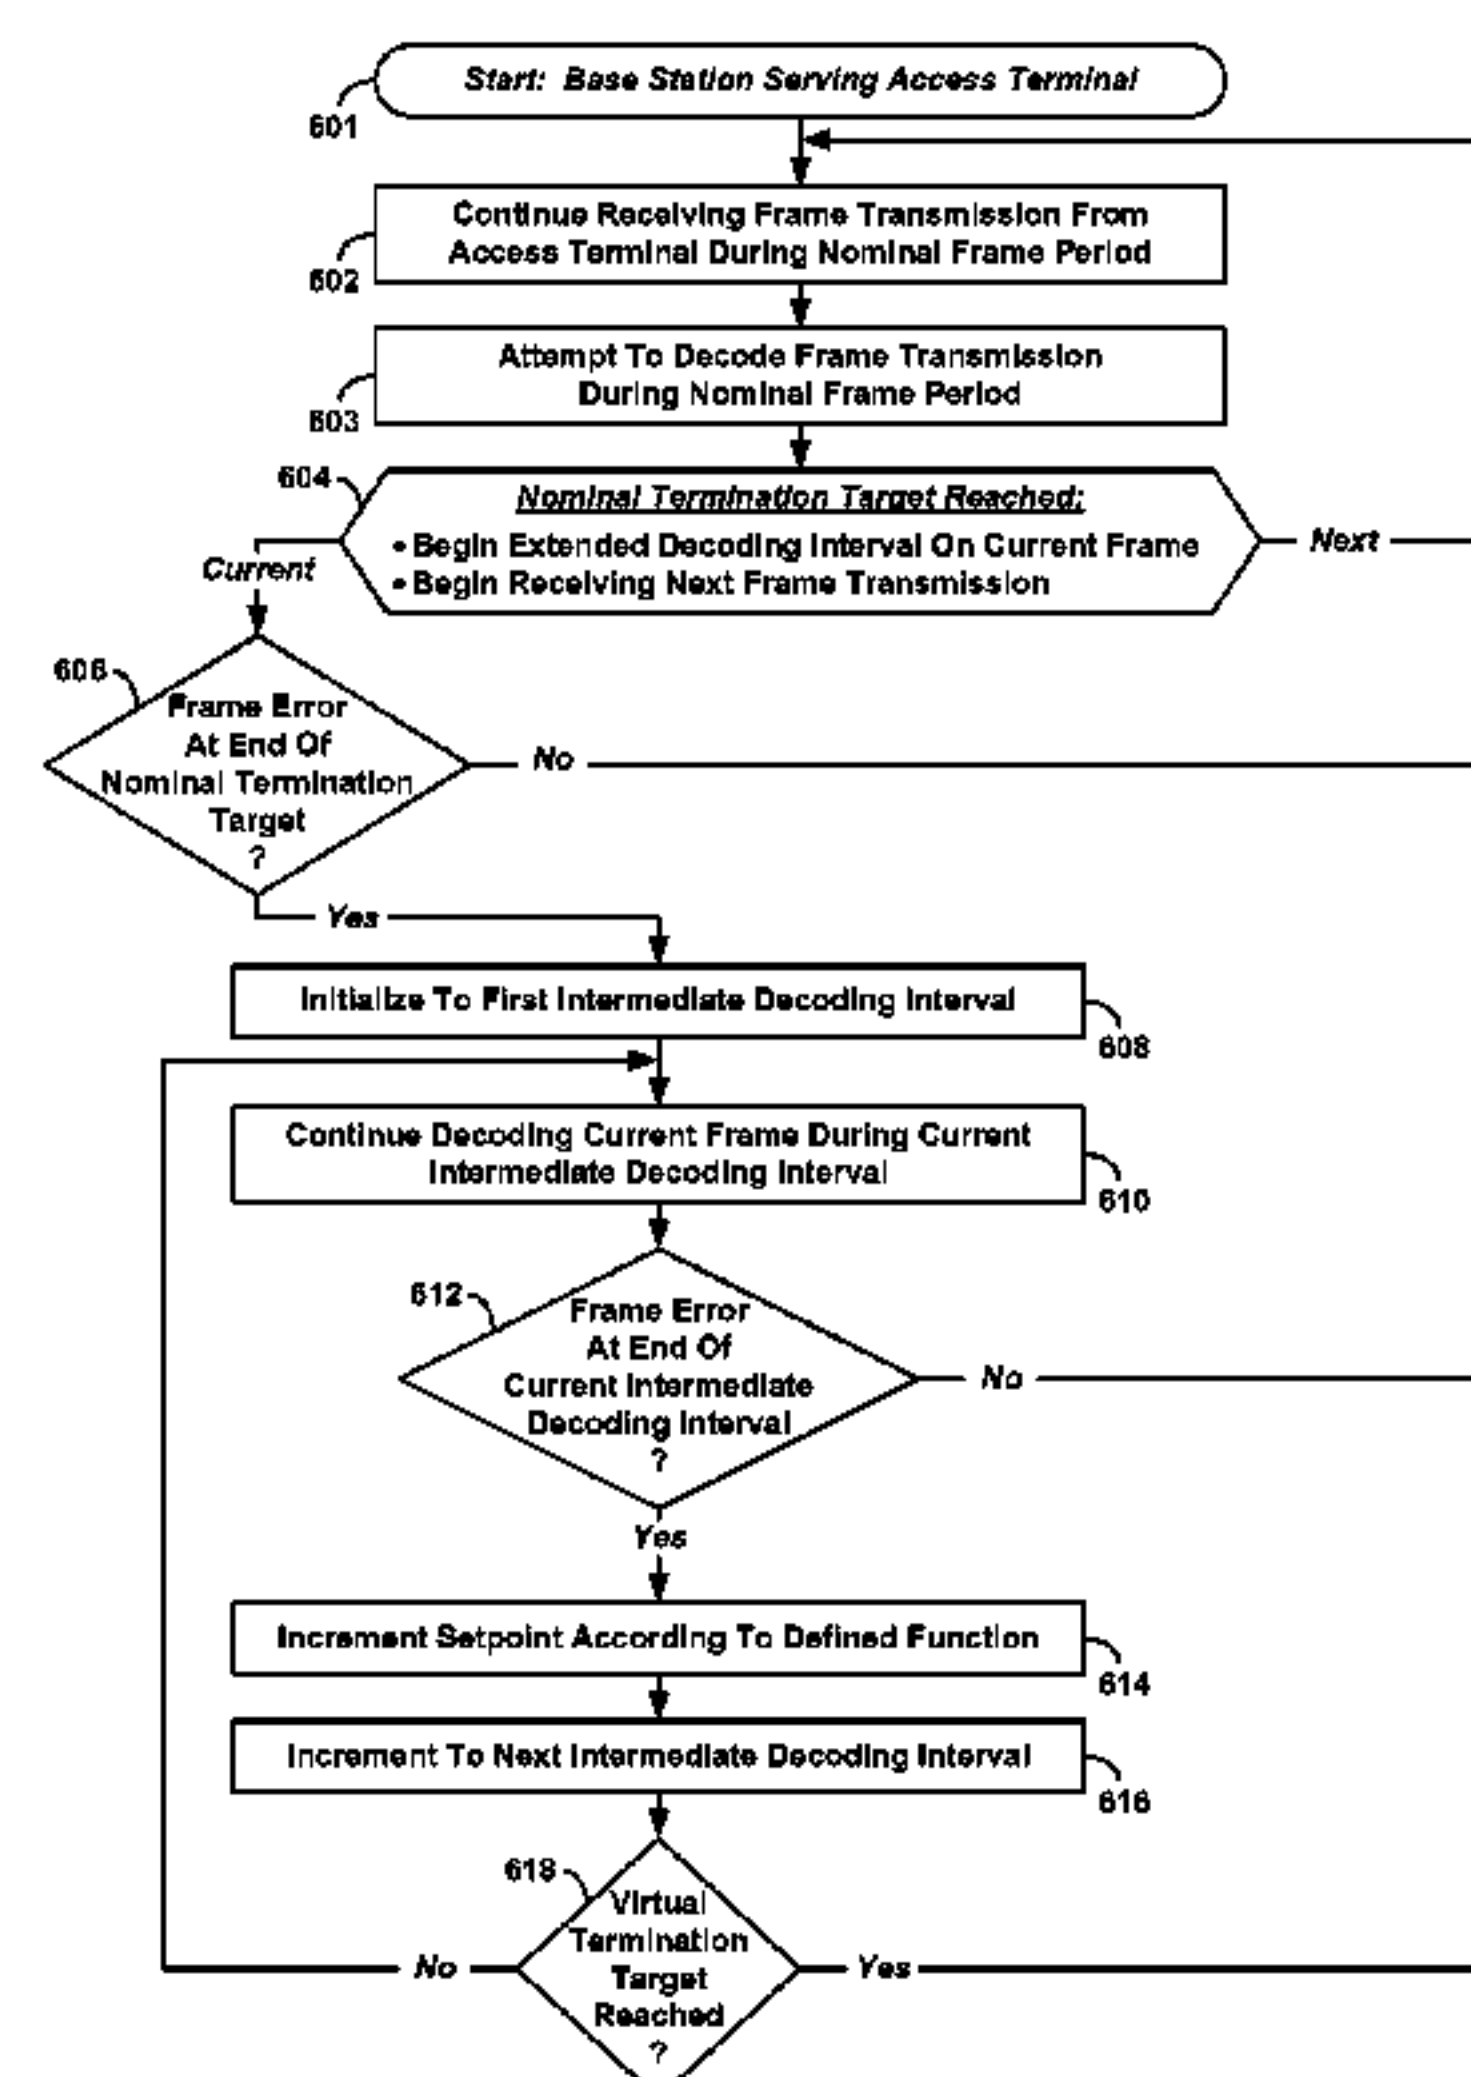 Start: Base Station Serving Access Terminal
601
Continue Receiving Frame Transmission From
Access Terminal During Nominal Frame Period
602
Attempt To Decode Frame Transmission
During Nominal Frame Period
603
604
Nominal Termination Target Reached:
• Begin Extended Decoding Interval On Current Frame
• Begin Receiving Next Frame Transmission
Next
Current
606
Frame Error
At End Of
Nominal Termination
Target
?
No
Yes
Initialize To First Intermediate Decoding Interval
608
Continue Decoding Current Frame During Current
Intermediate Decoding Interval
610
612
Frame Error
At End Of
Current Intermediate
Decoding Interval
?
No
Yes
Increment Setpoint According To Defined Function
614
Increment To Next Intermediate Decoding Interval
616
618
Virtual
Termination
Target
Reached
?
No
Yes